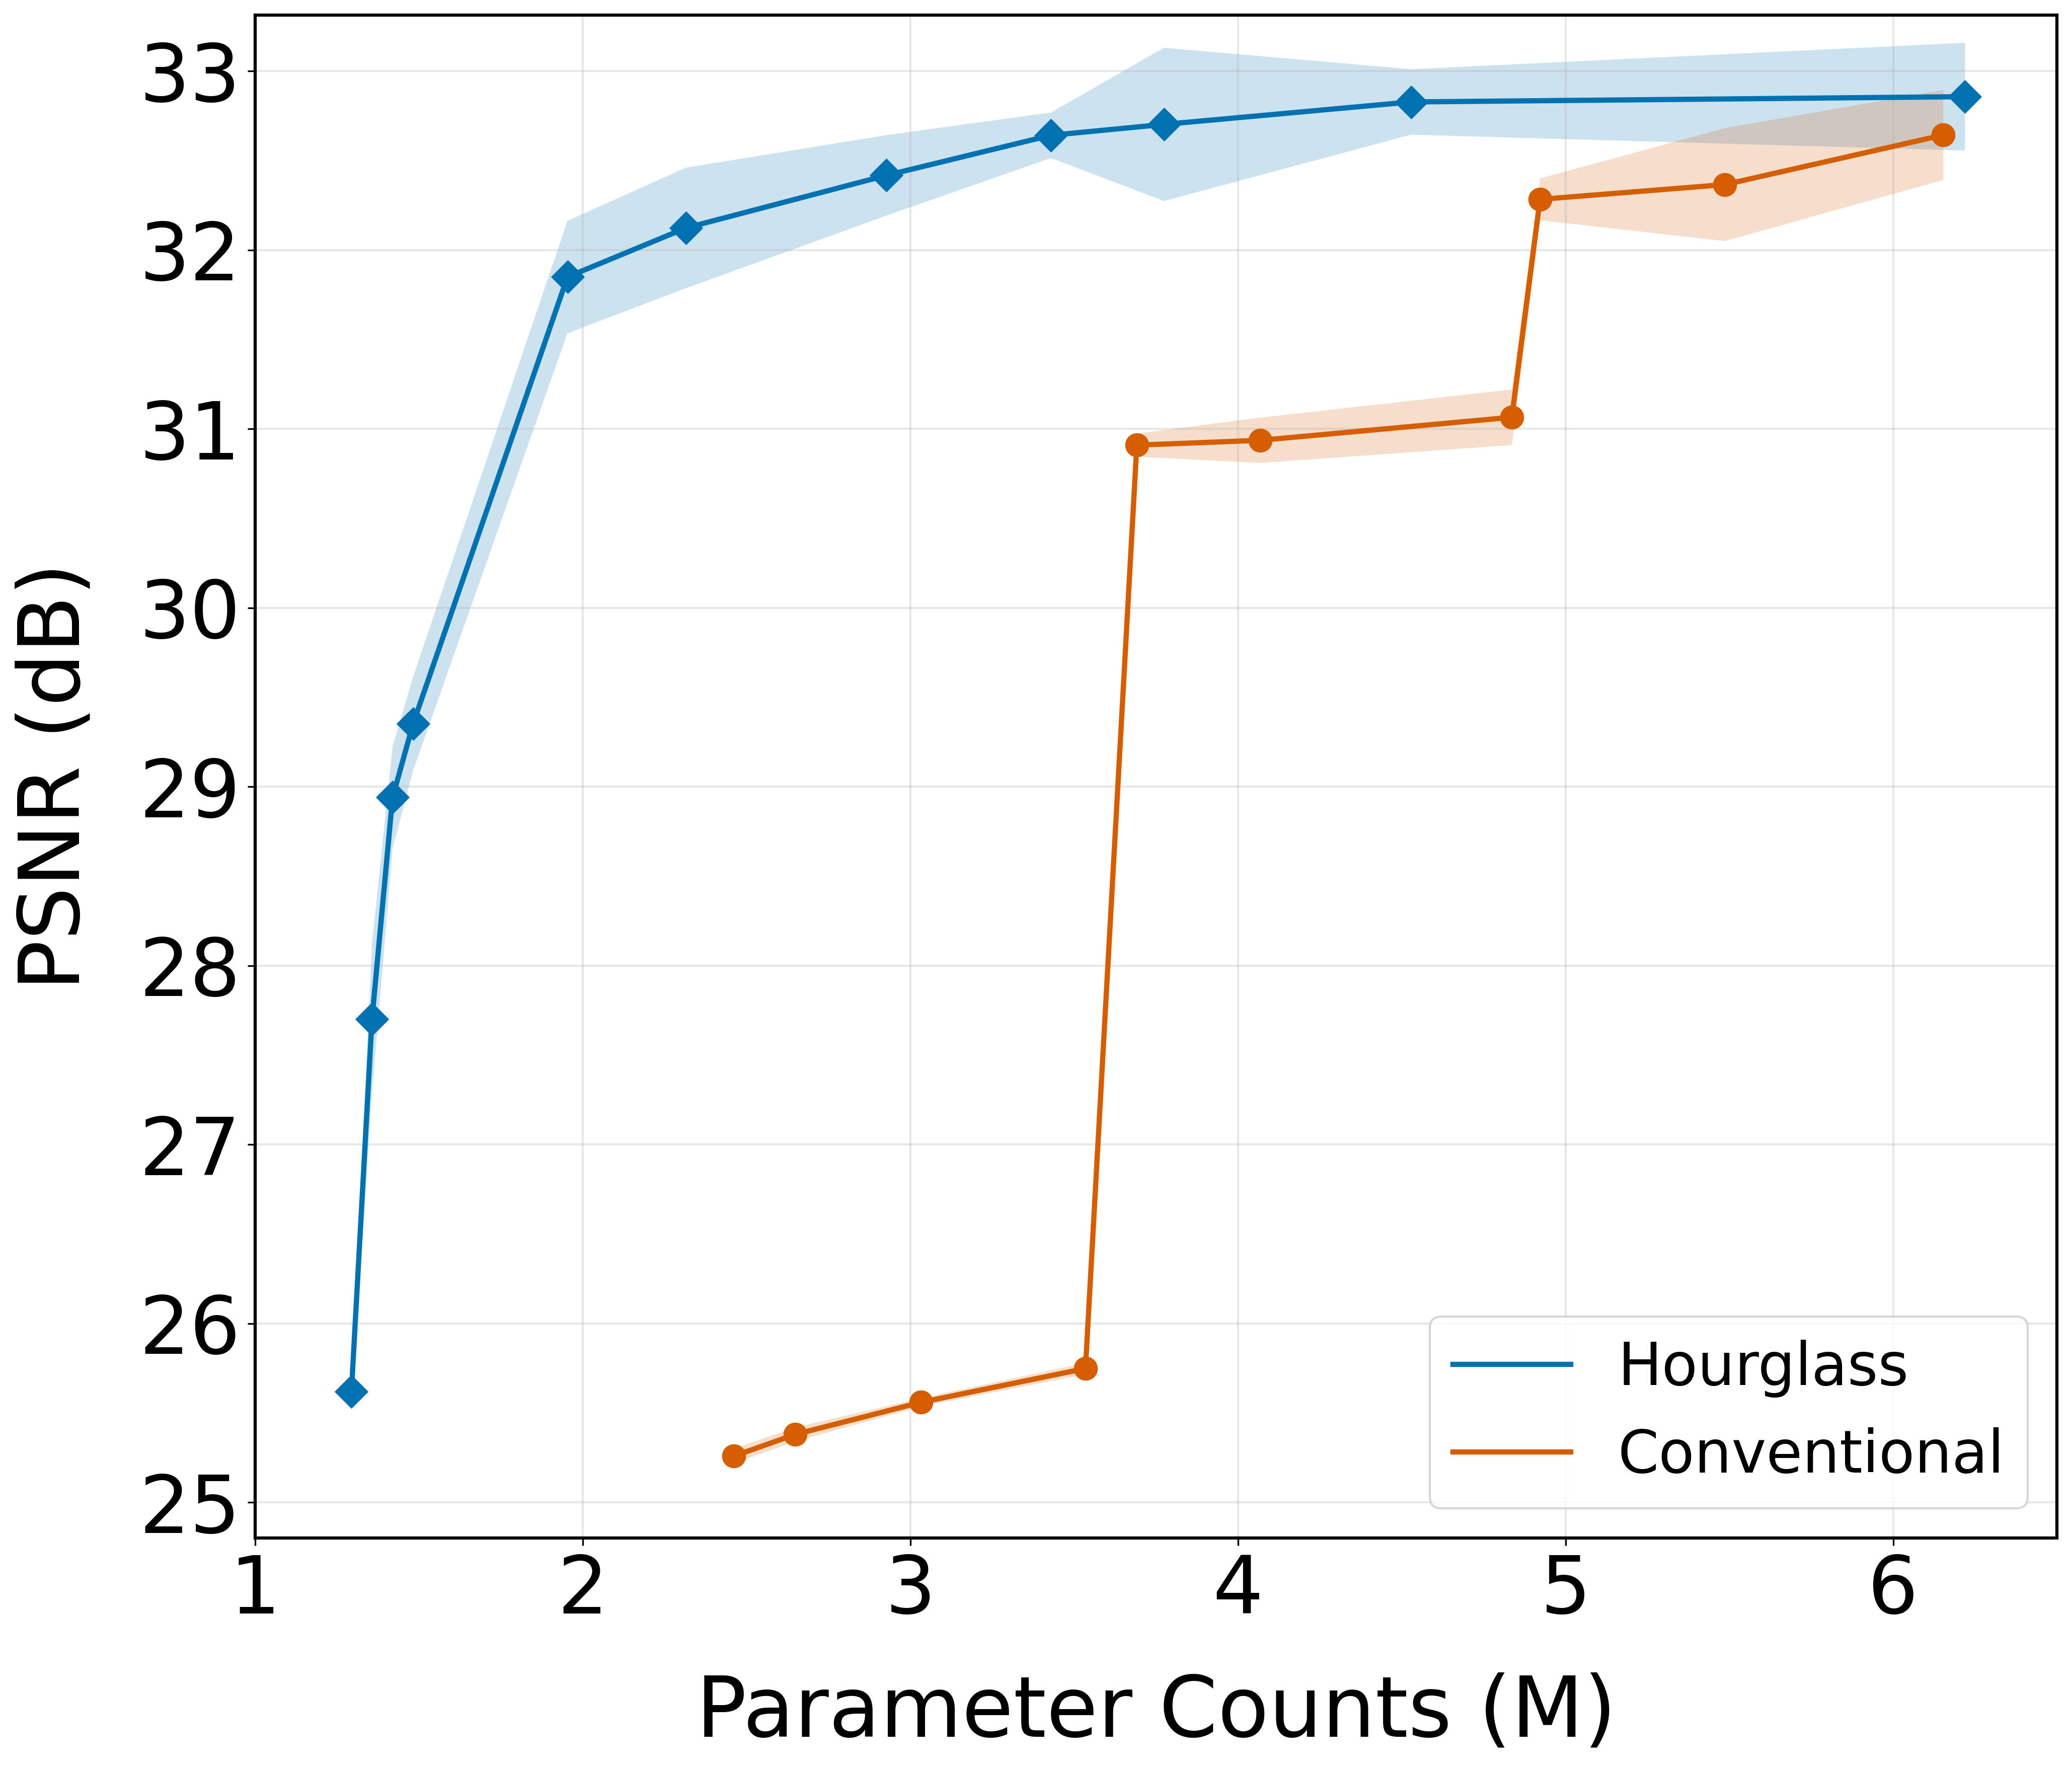 33
32
31
30
29
28
27
26
25
PSNR (dB)
Hourglass
Conventional
1 2 3 4 5 6
Parameter Counts (M)